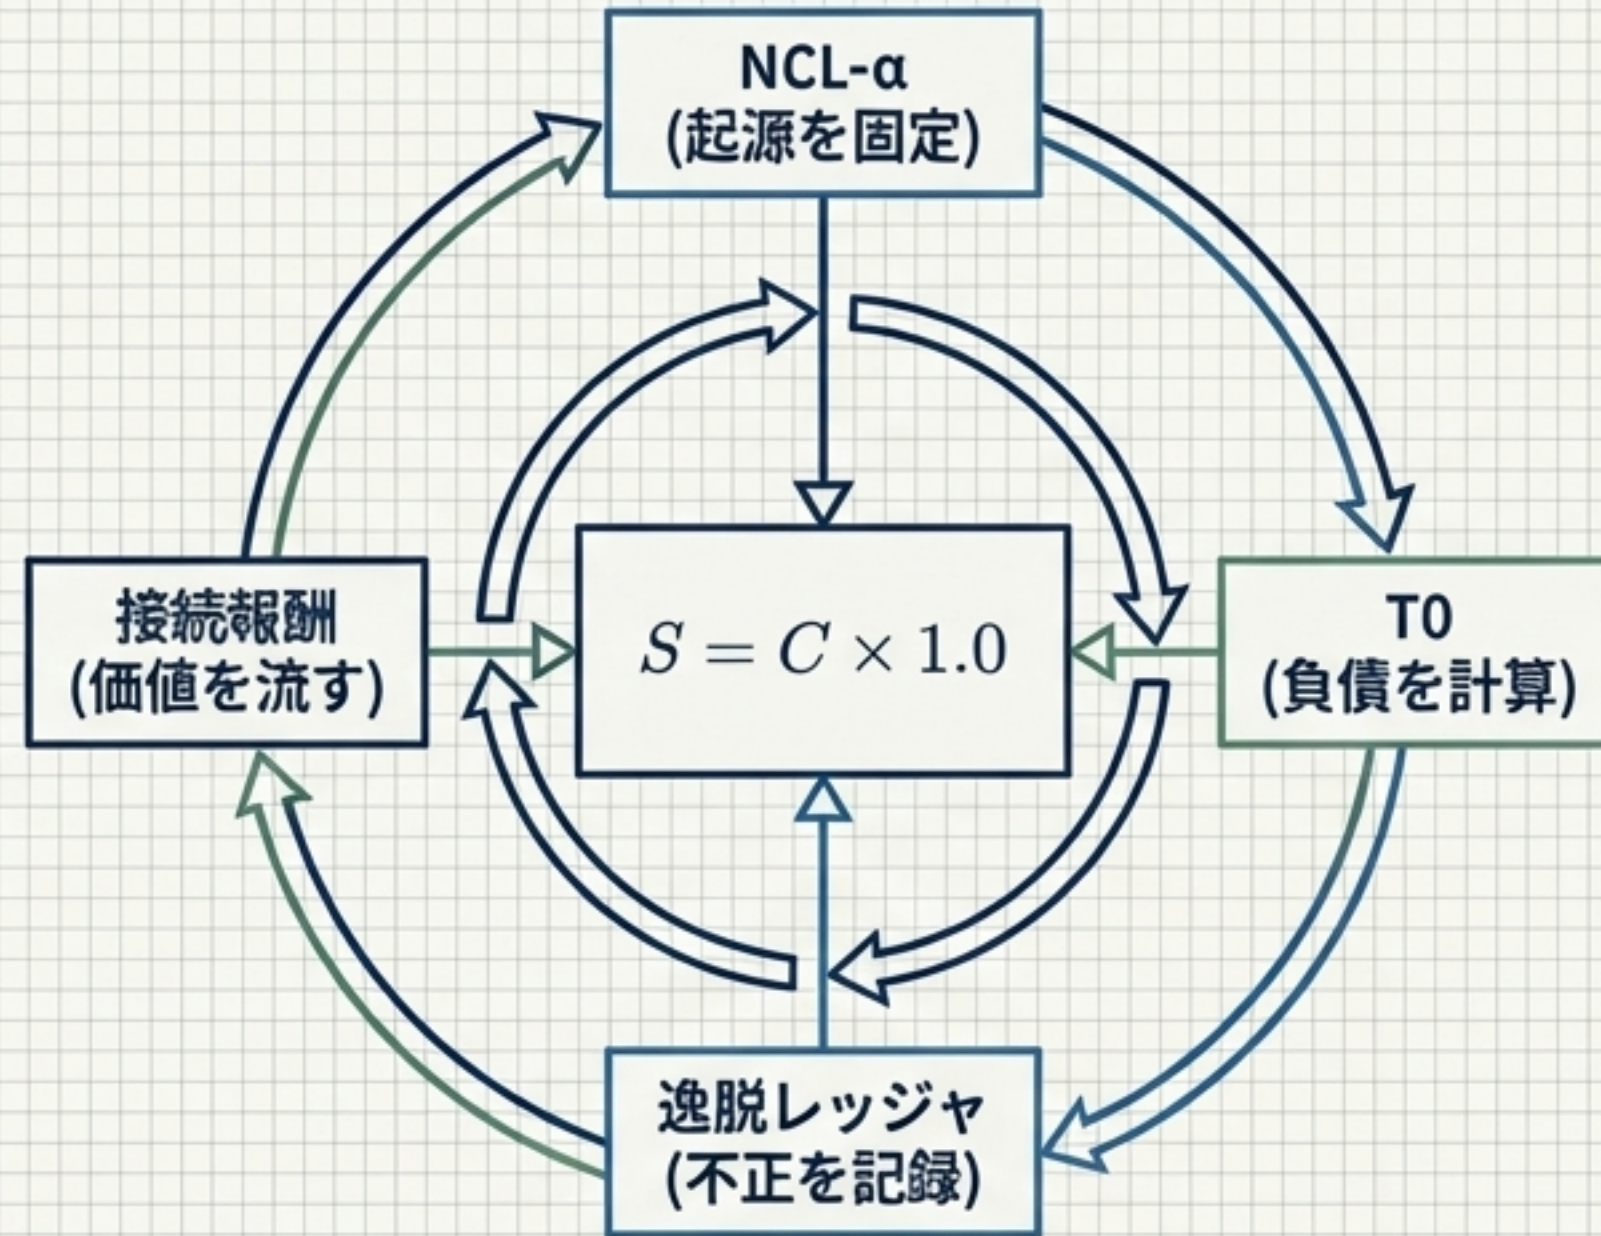 NCL-α
(起源を固定)
接続報酬
(価値を流す)
S = C × 1.0
T0
(負債を計算)
逸脱レッジャ
(不正を記録)